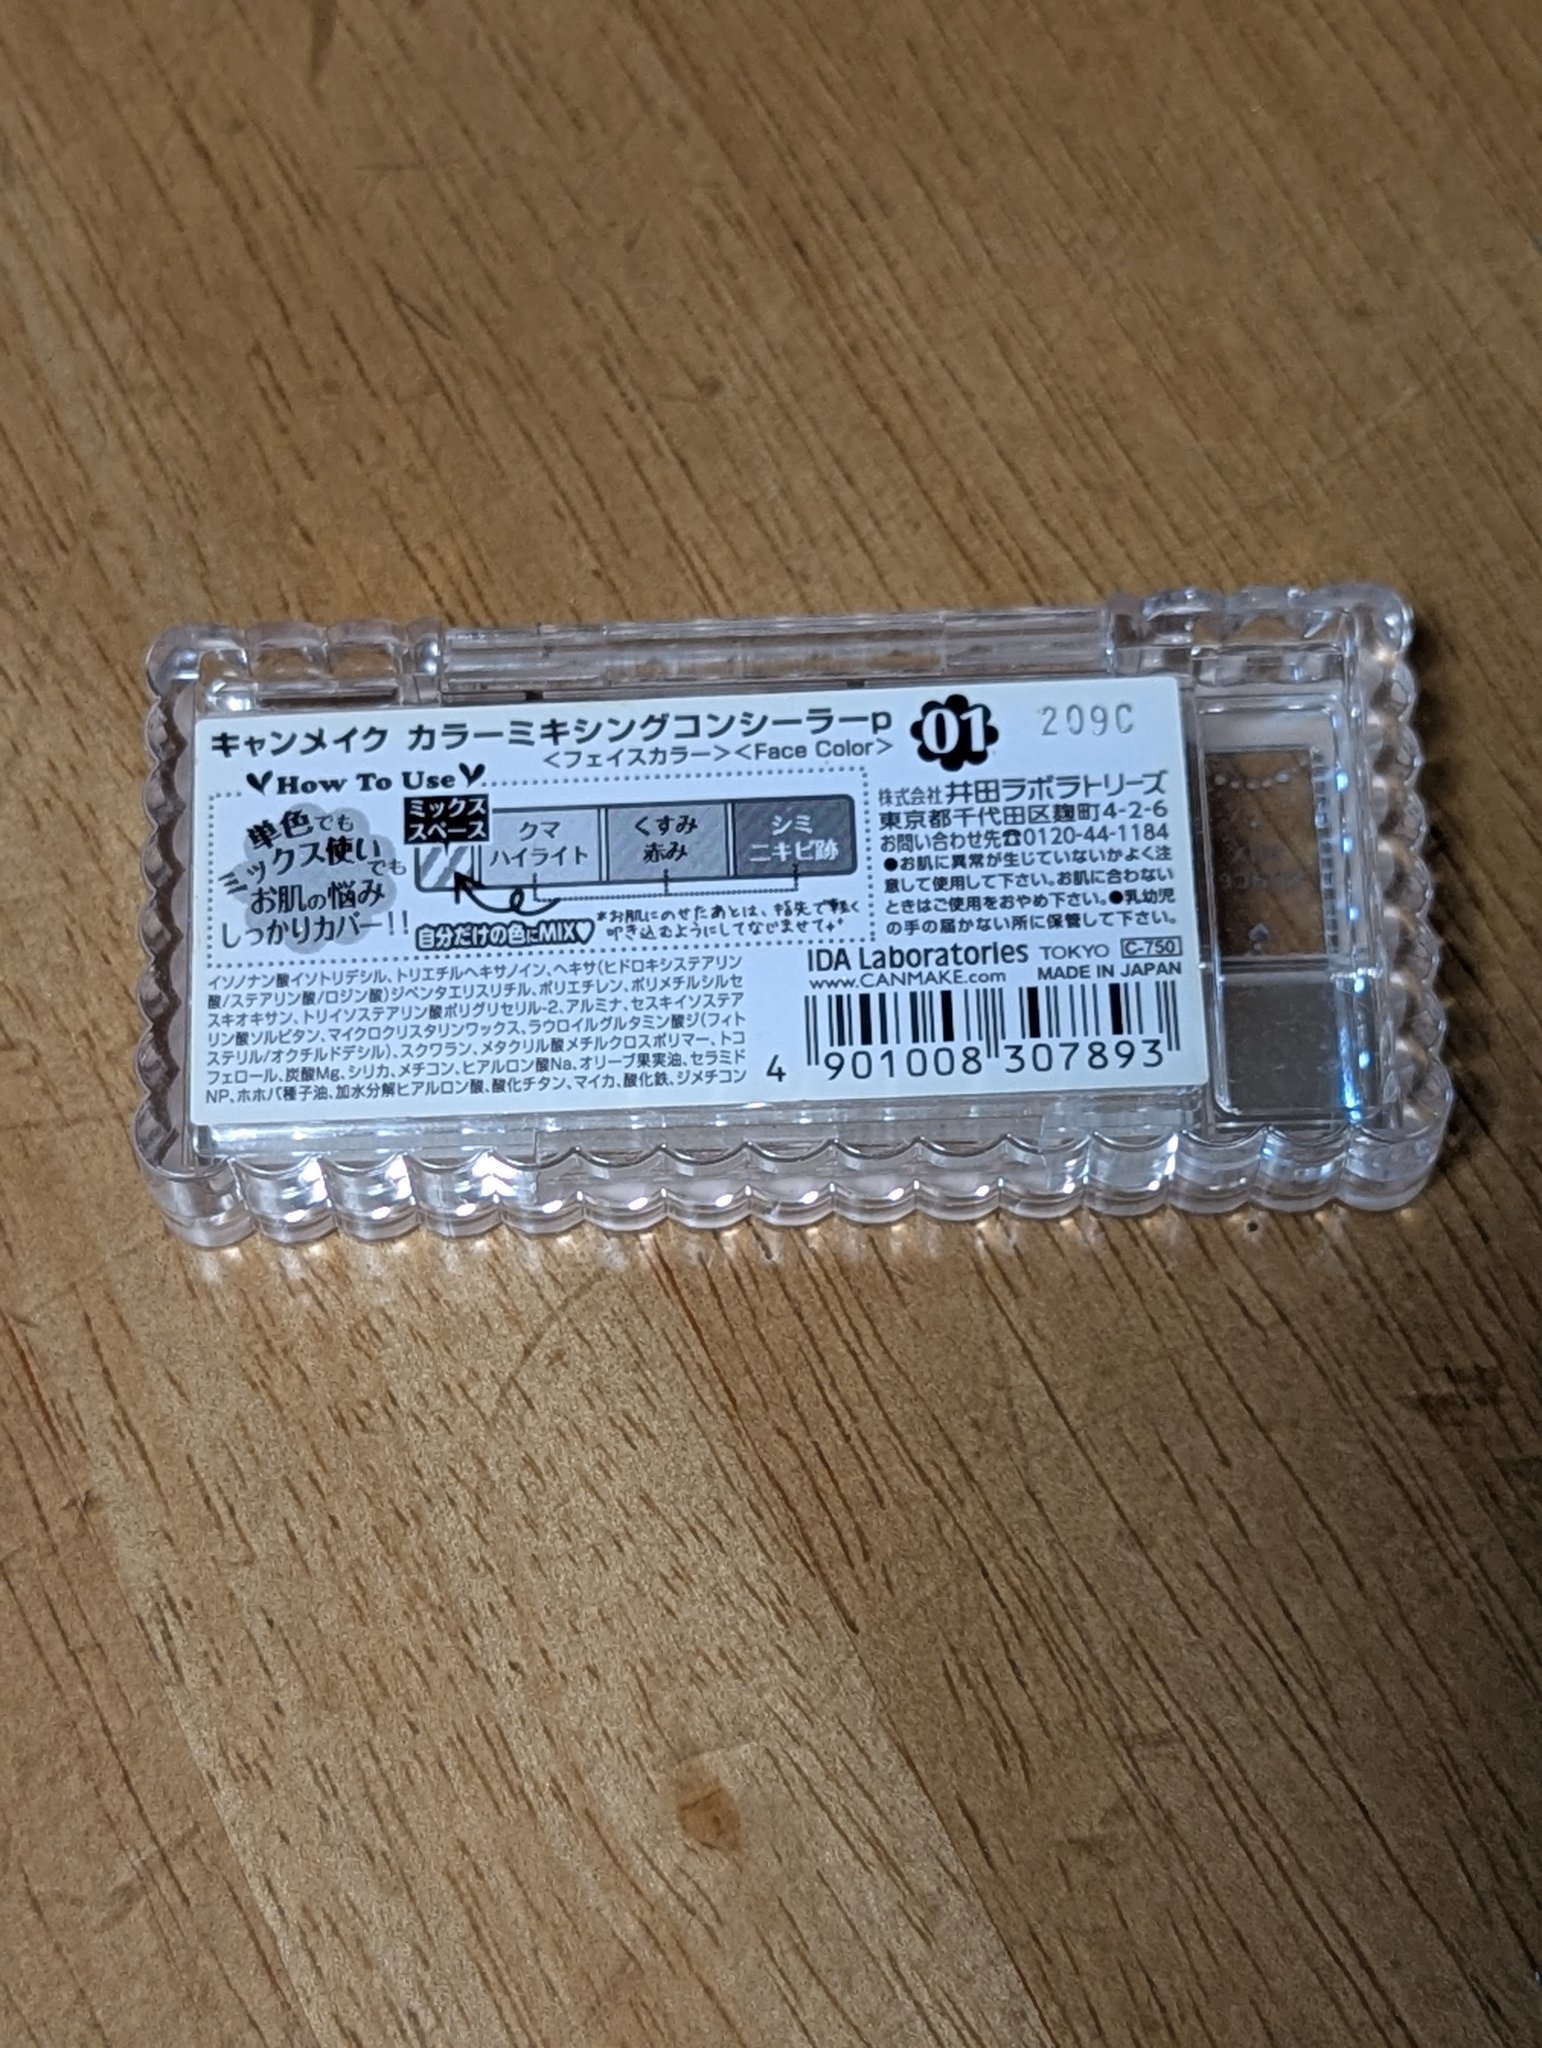 キャンメイク カラーミキシングコンシーラーp
<フェイスカラー><Face Color>
01
209C
How To Use
単色でも
ミックス使いでも
お肌の悩み
しっかりカバー!!
ミックス
スペース
クマ
ハイライト
くすみ
赤み
シミ
ニキビ跡
自分だけの色にMIX♥
*お肌にのせたあとは、指先で軽く
叩き込むようにしてなじませて
株式会社 井田ラボラトリーズ
東京都千代田区麹町4-2-6
お問い合わせ先☎0120-44-1184
●お肌に異常が生じていないかよく注
意して使用して下さい。お肌に合わない
ときはご使用をおやめ下さい。●乳幼児
の手の届かない所に保管して下さい。
IDA Laboratories TOKYO C-750
www.CANMAKE.com MADE IN JAPAN
イソノナン酸イソトリデシル、トリエチルヘキサノイン、ヘキサ(ヒドロキシステアリン
酸/ステアリン酸/ロジン酸)ジペンタエリスリチル、ポリエチレン、ポリメチルシルセ
スキオキサン、トリイソステアリン酸ポリグリセリル-2、アルミナ、セスキイソステア
リン酸ソルビタン、マイクロクリスタリンワックス、ラウロイルグルタミン酸ジ(フィト
ステリル/オクチルドデシル)、スクワラン、メタクリル酸メチルクロスポリマー、トコ
フェロール、炭酸Mg、シリカ、メチコン、ヒアルロン酸Na、オリーブ果実油、セラミド
NP、ホホバ種子油、加水分解ヒアルロン酸、酸化チタン、マイカ、酸化鉄、ジメチコン
4 901008 307893